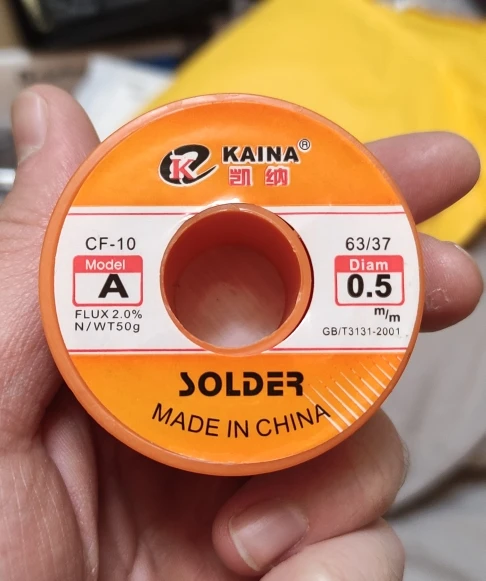 K KAINA®
凯纳
CF-10
Model
A
FLUX 2.0%
N/WT50g
63/37
Diam
0.5
m/m
GB/T3131-2001
SOLDER
MADE IN CHINA